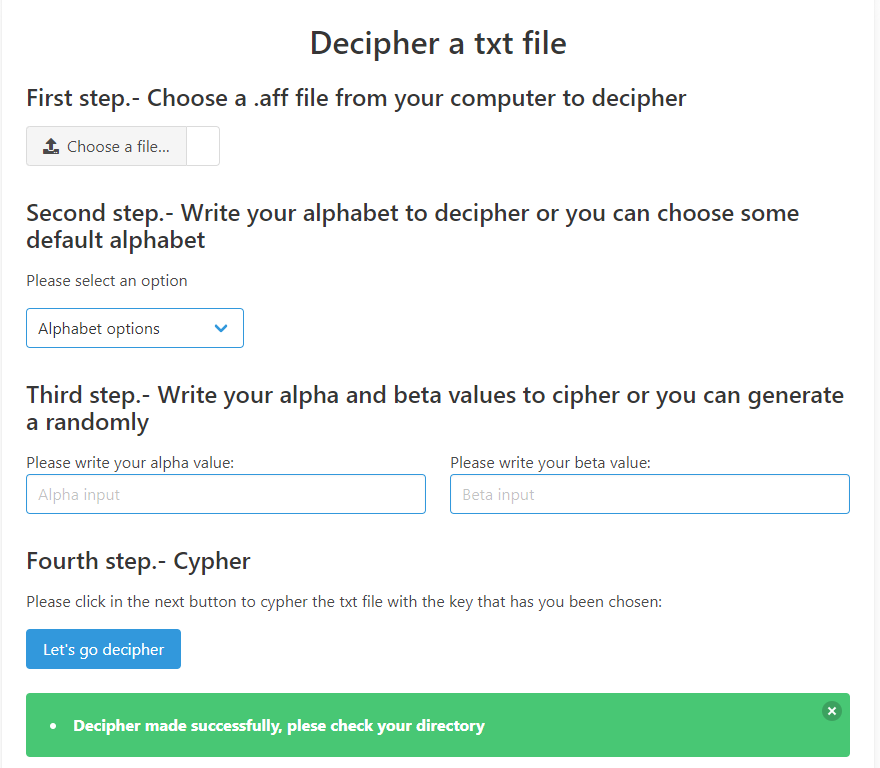 Decipher a txt file
First step.- Choose a .aff file from your computer to decipher
Choose a file...
Second step.- Write your alphabet to decipher or you can choose some
default alphabet
Please select an option
Alphabet options
Third step.- Write your alpha and beta values to cipher or you can generate
a randomly
Please write your alpha value:
Please write your beta value:
Alpha input
Beta input
Fourth step.- Cypher
Please click in the next button to cypher the txt file with the key that has you been chosen:
Let's go decipher
Decipher made successfully, plese check your directory